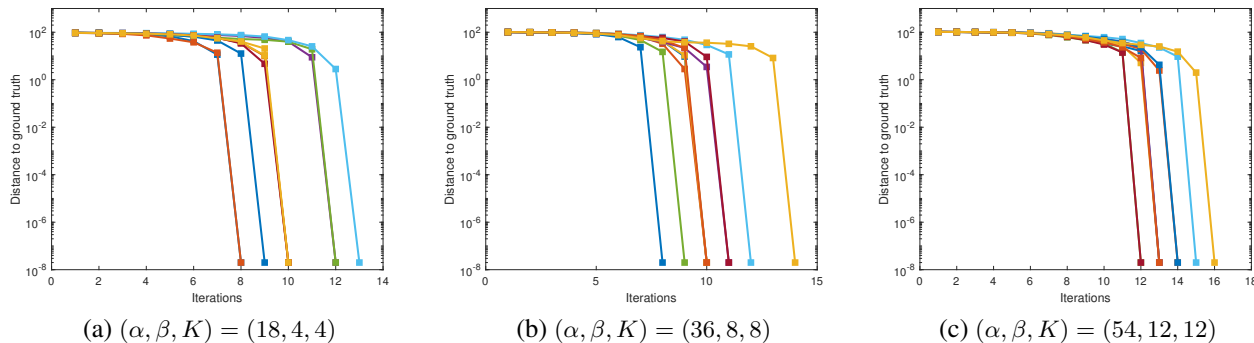 Distance to ground truth
10^2
10^0
10^-2
10^-4
10^-6
10^-8
0 2 4 6 8 10 12 14
Iterations
(a) (α, β, K) = (18, 4, 4)
Distance to ground truth
10^2
10^0
10^-2
10^-4
10^-6
10^-8
0 5 10 15
Iterations
(b) (α, β, K) = (36, 8, 8)
Distance to ground truth
10^2
10^0
10^-2
10^-4
10^-6
10^-8
0 2 4 6 8 10 12 14 16 18
Iterations
(c) (α, β, K) = (54, 12, 12)